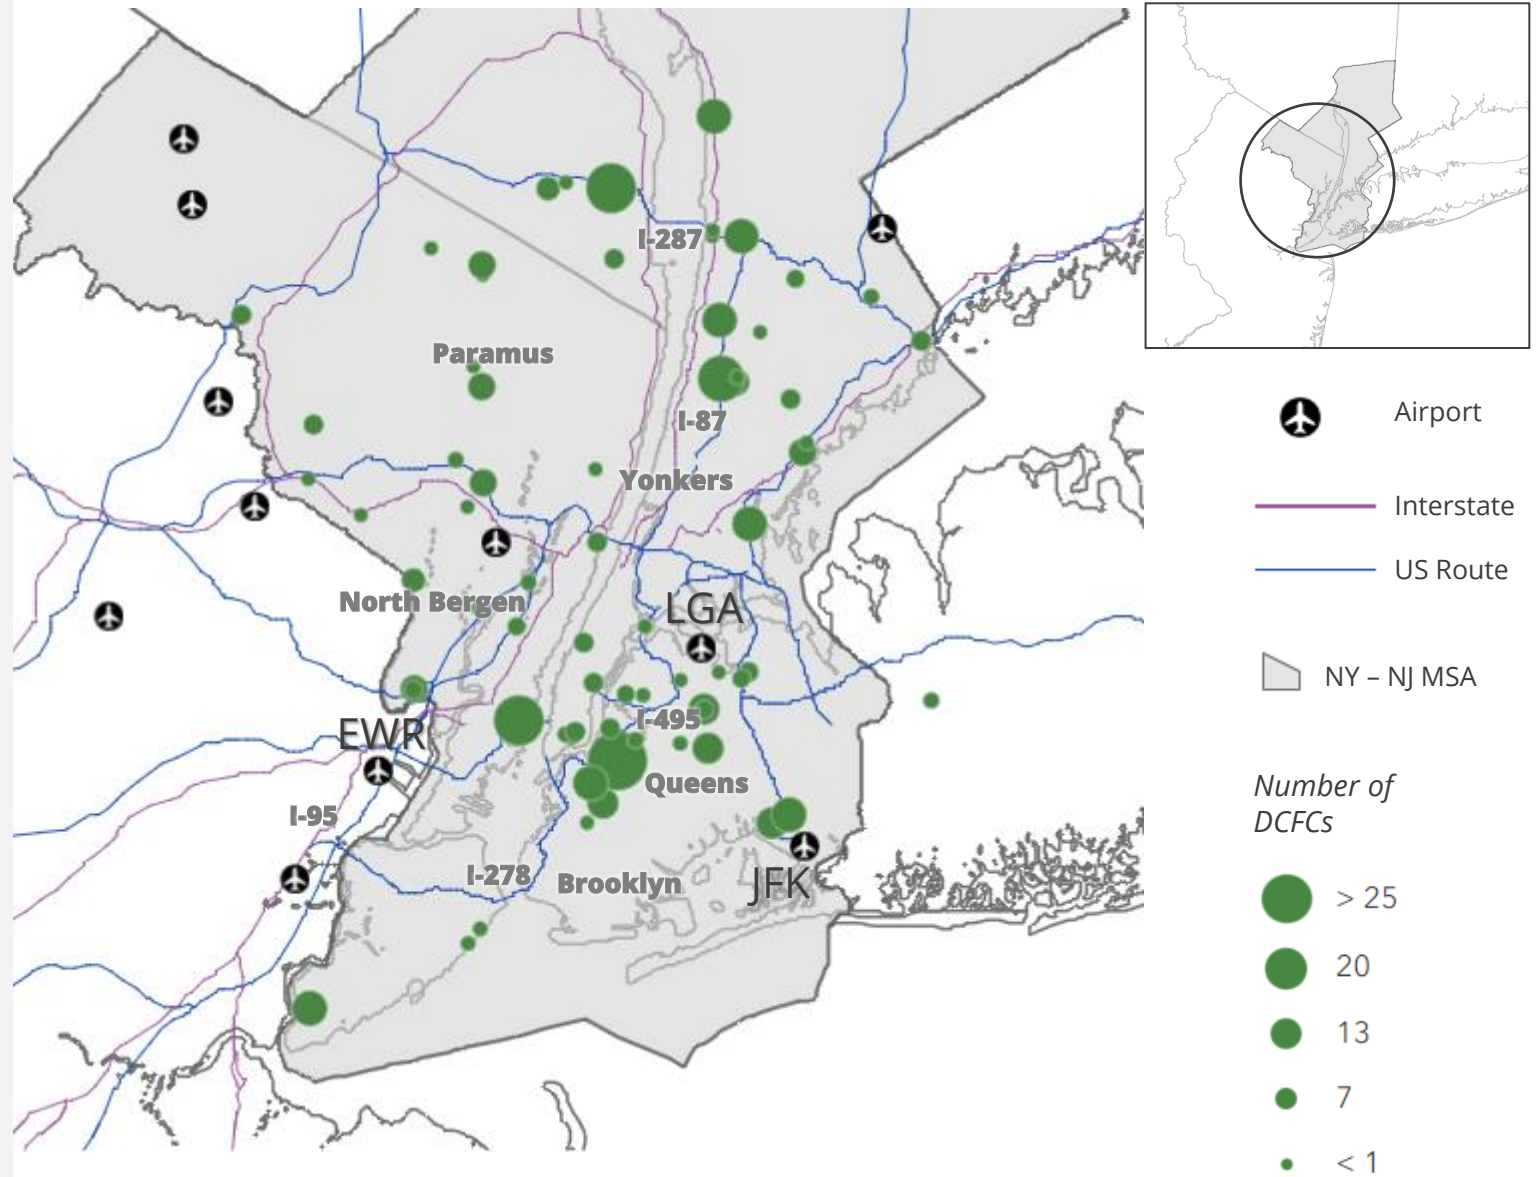 I-287
Paramus
I-87
Yonkers
North Bergen
LGA
EWR
I-495
Queens
I-95
I-278
Brooklyn
JFK
Airport
Interstate
US Route
NY – NJ MSA
Number of
DCFCs
> 25
20
13
7
< 1